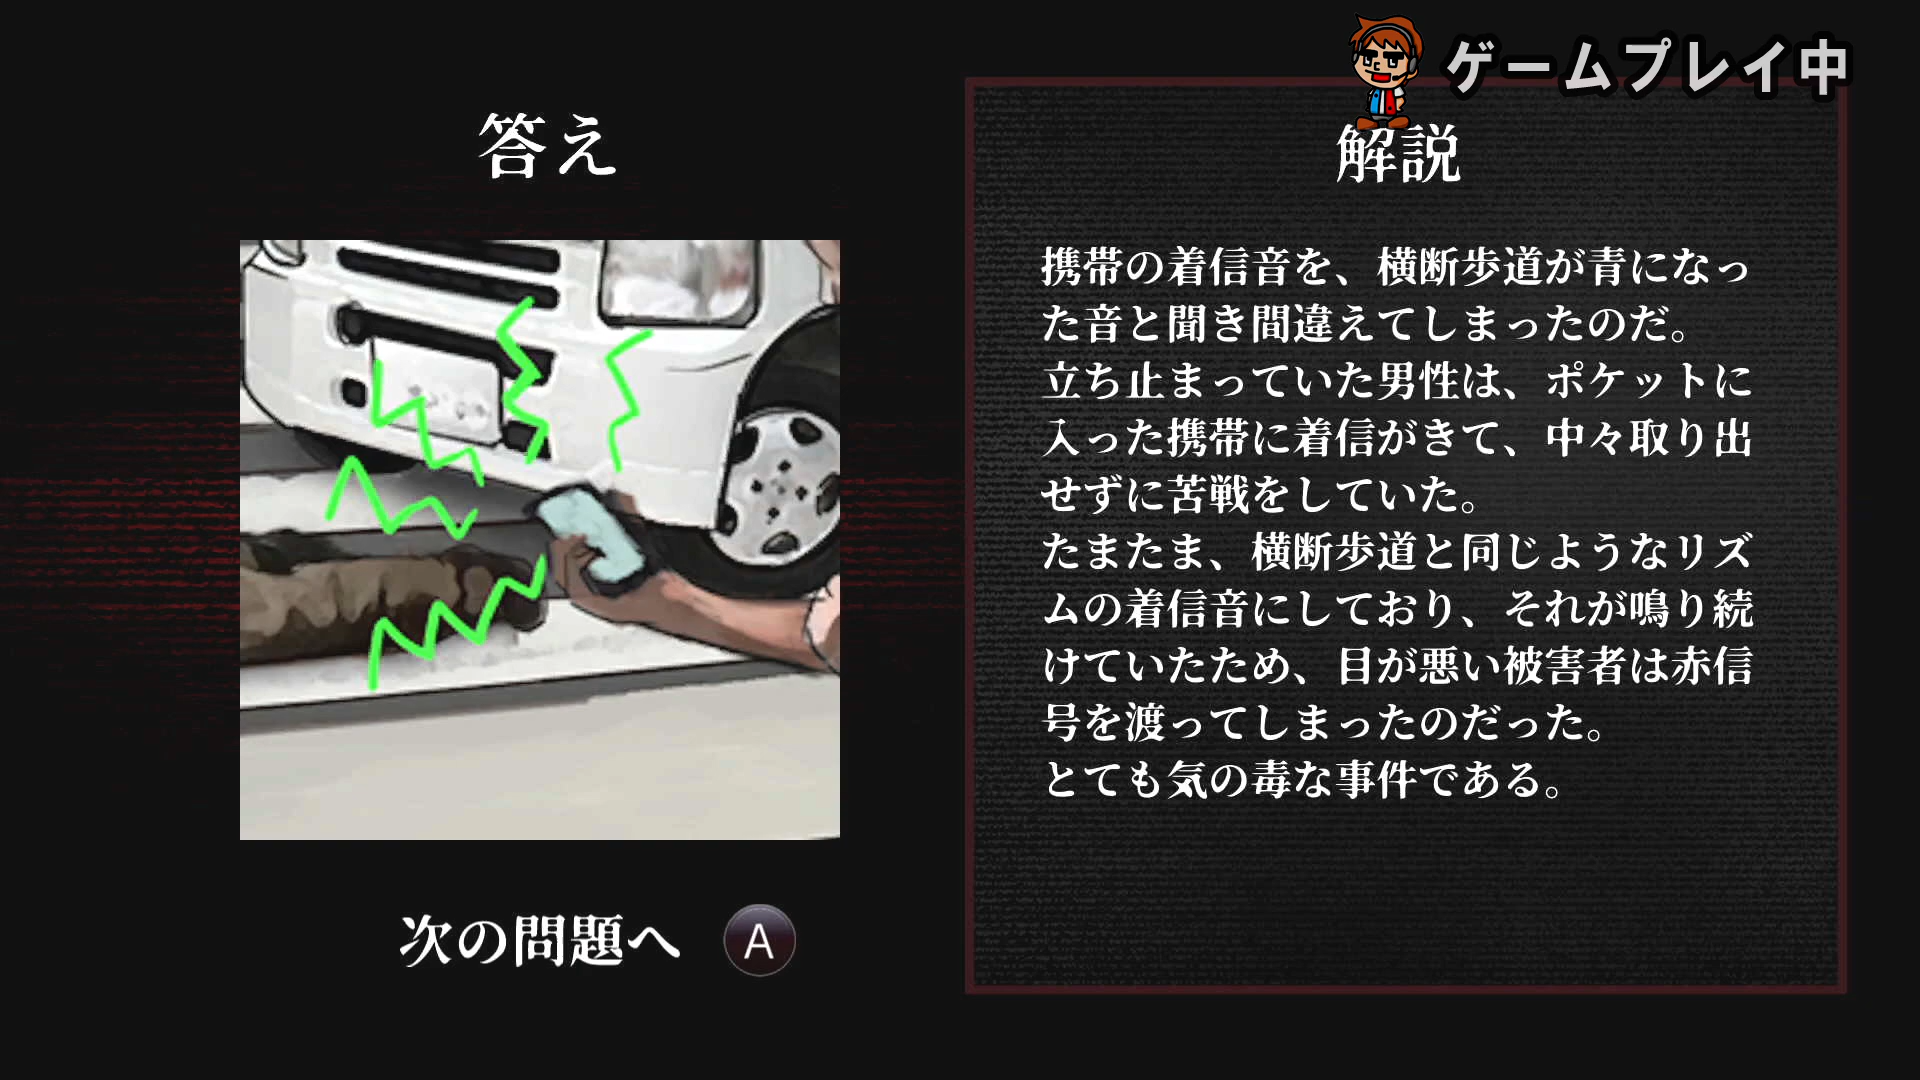 ゲームプレイ中
答え
解説
携帯の着信音を、横断歩道が青になっ
た音と聞き間違えてしまったのだ。
立ち止まっていた男性は、ポケットに
入った携帯に着信がきて、中々取り出
せずに苦戦をしていた。
たまたま、横断歩道と同じようなリズ
ムの着信音にしており、それが鳴り続
けていたため、目が悪い被害者は赤信
号を渡ってしまったのだった。
とても気の毒な事件である。
次の問題へ A